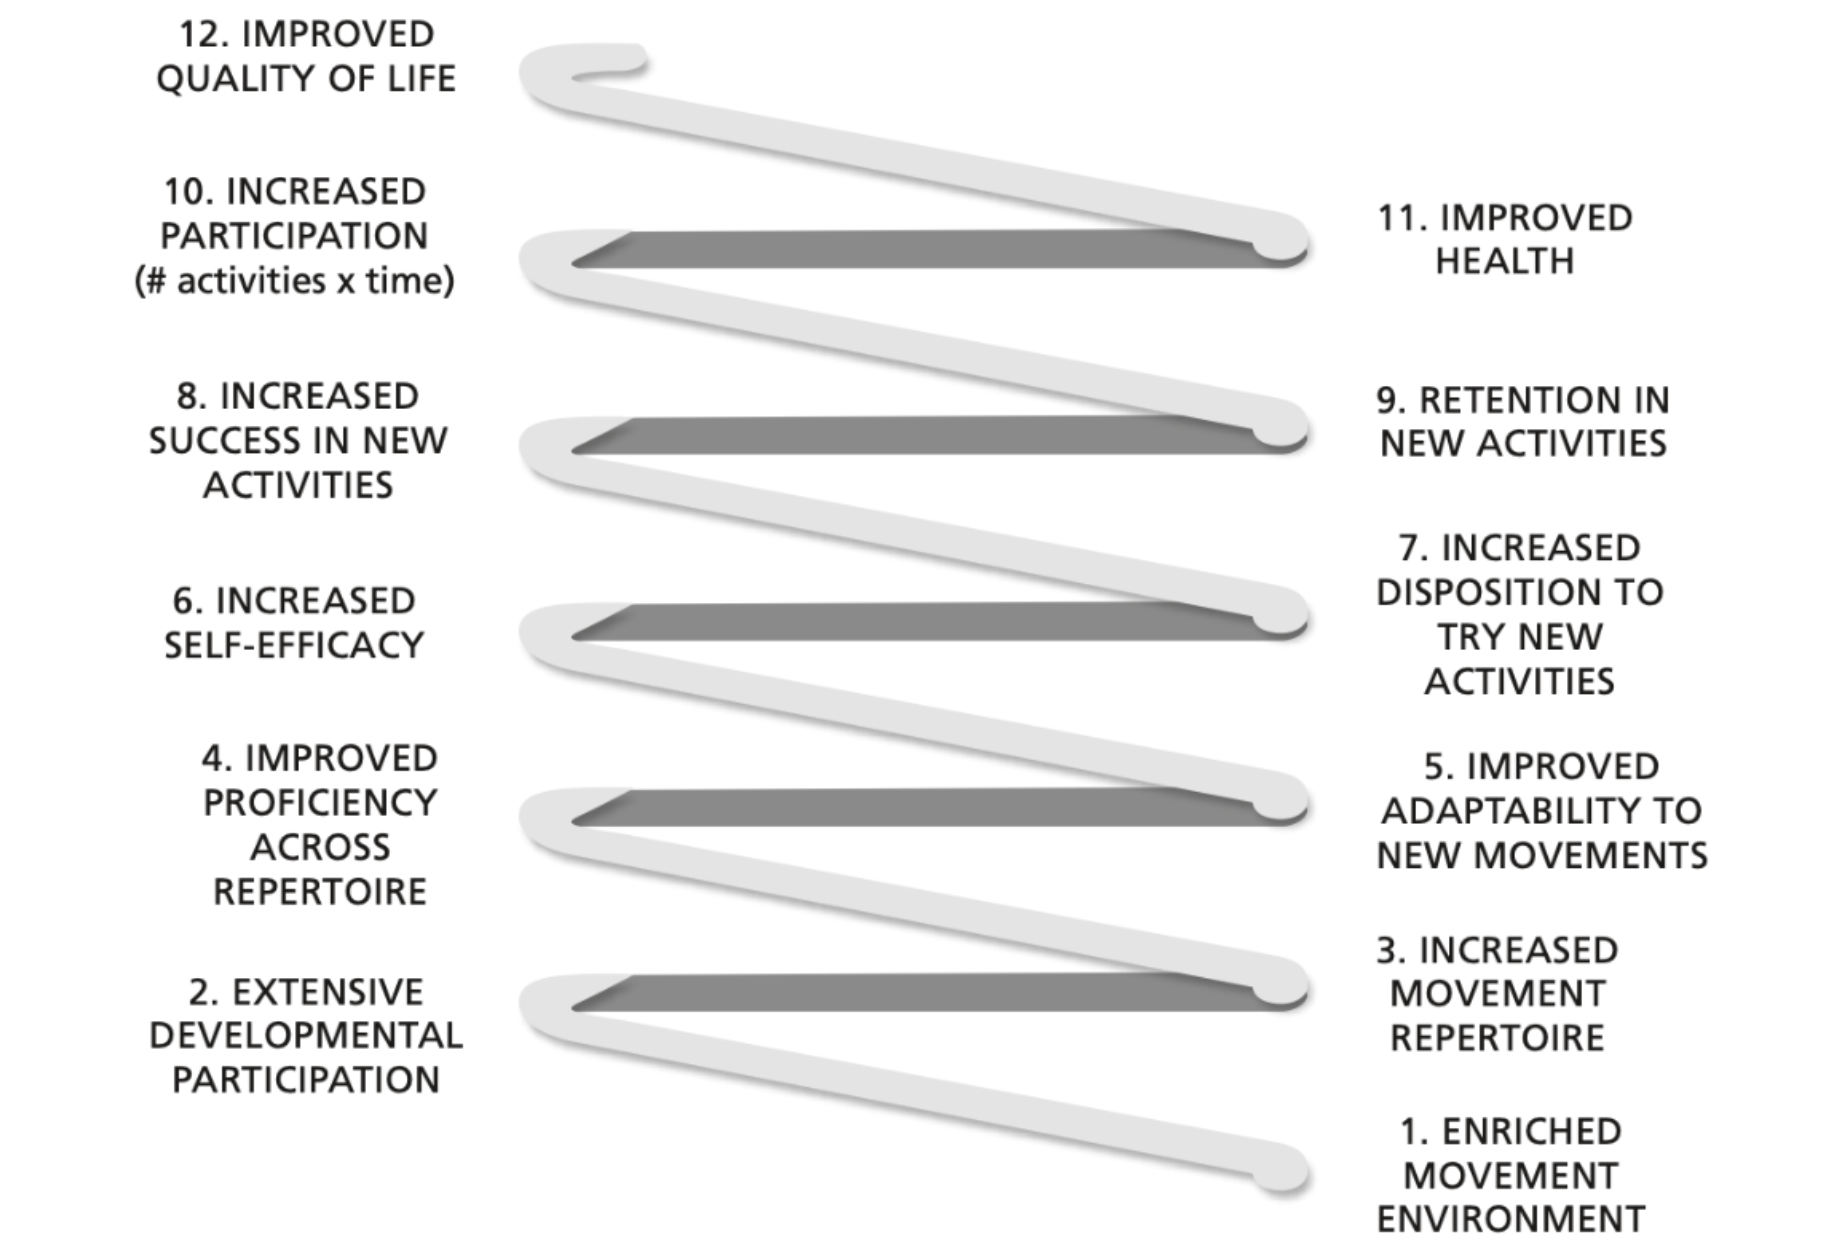 12. IMPROVED
QUALITY OF LIFE
10. INCREASED
PARTICIPATION
(# activities x time)
11. IMPROVED
HEALTH
8. INCREASED
SUCCESS IN NEW
ACTIVITIES
9. RETENTION IN
NEW ACTIVITIES
6. INCREASED
SELF-EFFICACY
7. INCREASED
DISPOSITION TO
TRY NEW
ACTIVITIES
4. IMPROVED
PROFICIENCY
ACROSS
REPERTOIRE
5. IMPROVED
ADAPTABILITY TO
NEW MOVEMENTS
2. EXTENSIVE
DEVELOPMENTAL
PARTICIPATION
3. INCREASED
MOVEMENT
REPERTOIRE
1. ENRICHED
MOVEMENT
ENVIRONMENT